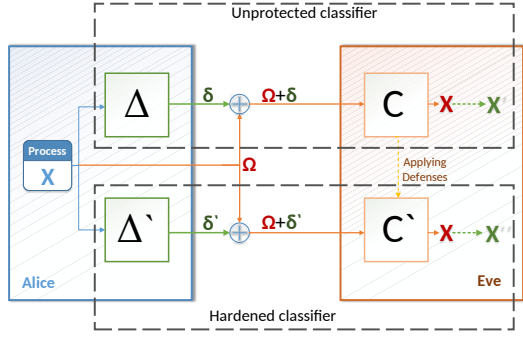 Unprotected classifier
Δ
δ
Ω+δ
C
X
X'
Process
X
Ω
Applying
Defenses
Δ`
δ`
Ω+δ`
C`
X
X''
Alice
Eve
Hardened classifier